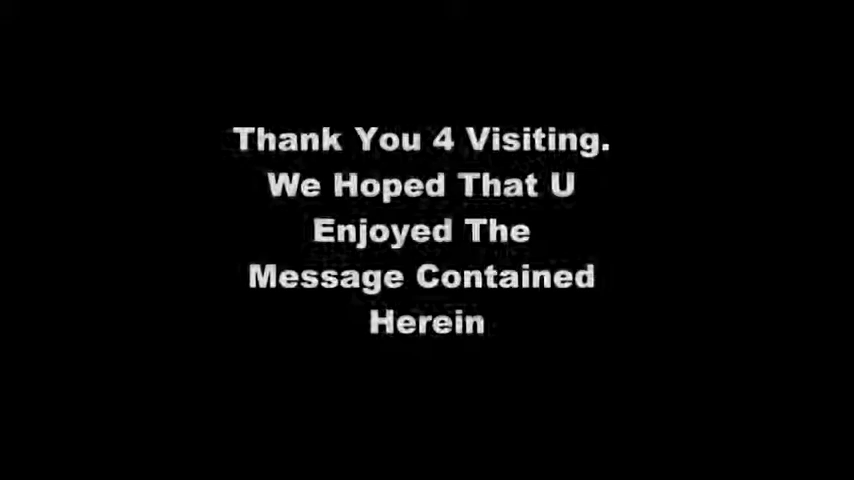 Thank You 4 Visiting.
We Hoped That U
Enjoyed The
Message Contained
Herein